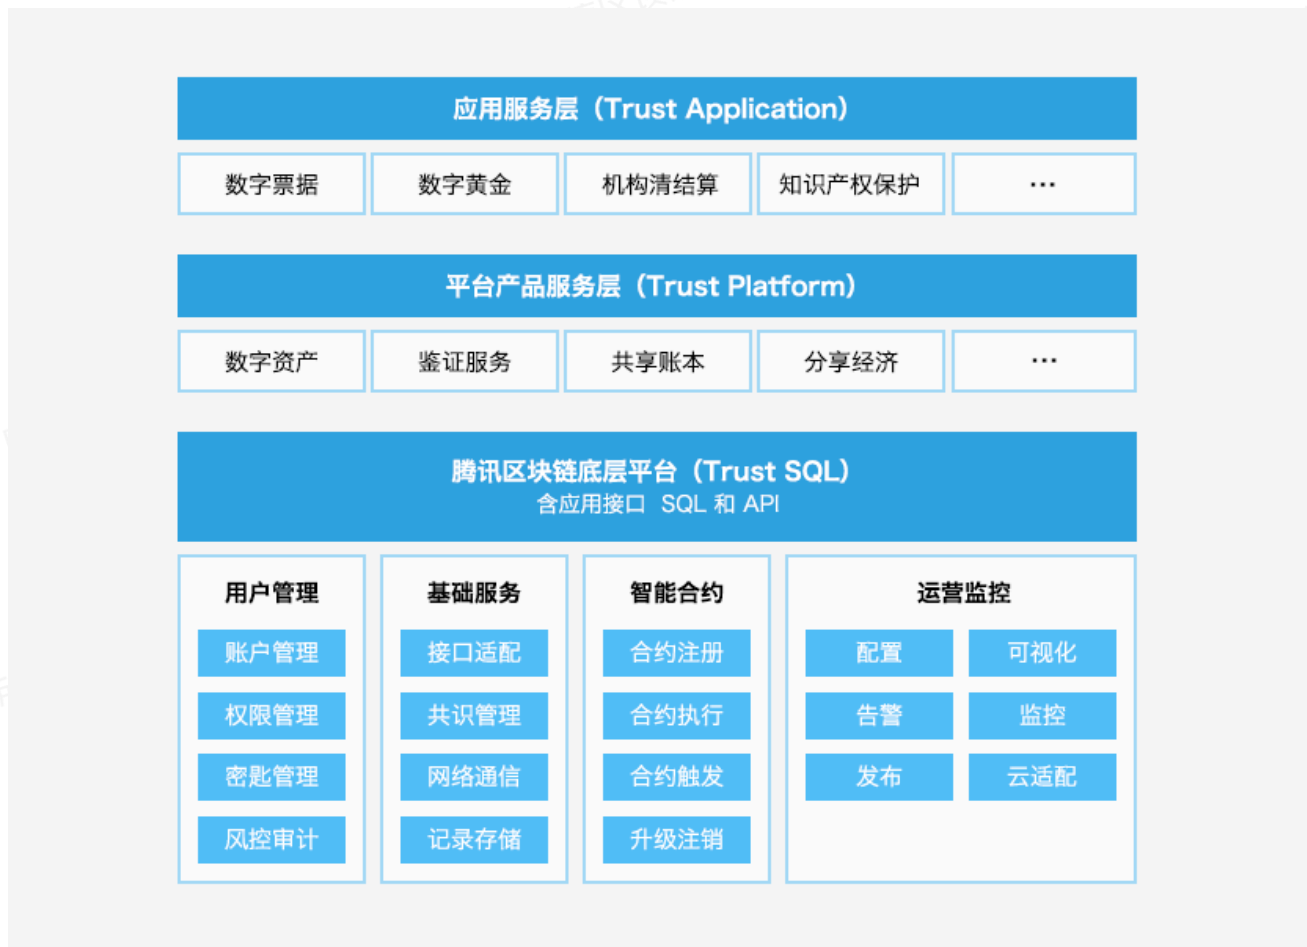 应用服务层（Trust Application）
数字票据
数字黄金
机构清结算
知识产权保护
...
平台产品服务层（Trust Platform）
数字资产
鉴证服务
共享账本
分享经济
...
腾讯区块链底层平台（Trust SQL）
含应用接口 SQL 和 API
用户管理
账户管理
权限管理
密匙管理
风控审计
基础服务
接口适配
共识管理
网络通信
记录存储
智能合约
合约注册
合约执行
合约触发
升级注销
运营监控
配置
可视化
告警
监控
发布
云适配